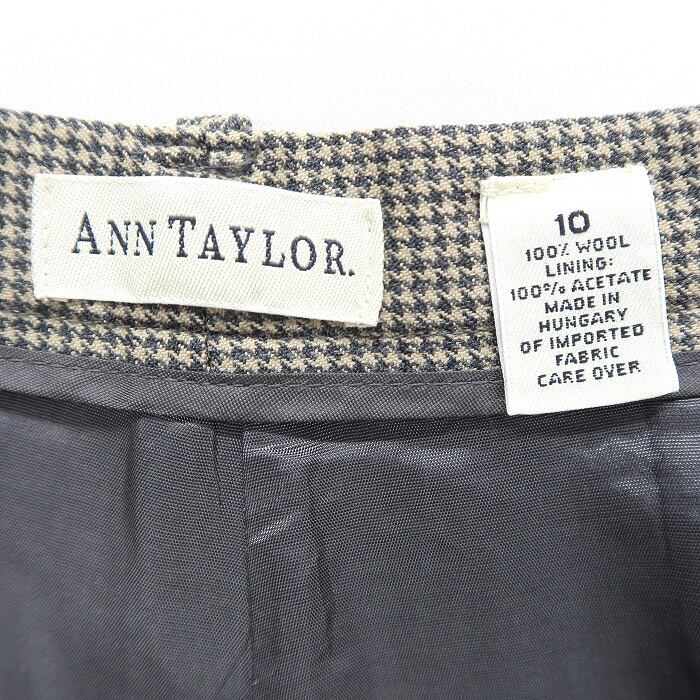 ANN TAYLOR.
10
100% WOOL
LINING:
100% ACETATE
MADE IN
HUNGARY
OF IMPORTED
FABRIC
CARE OVER